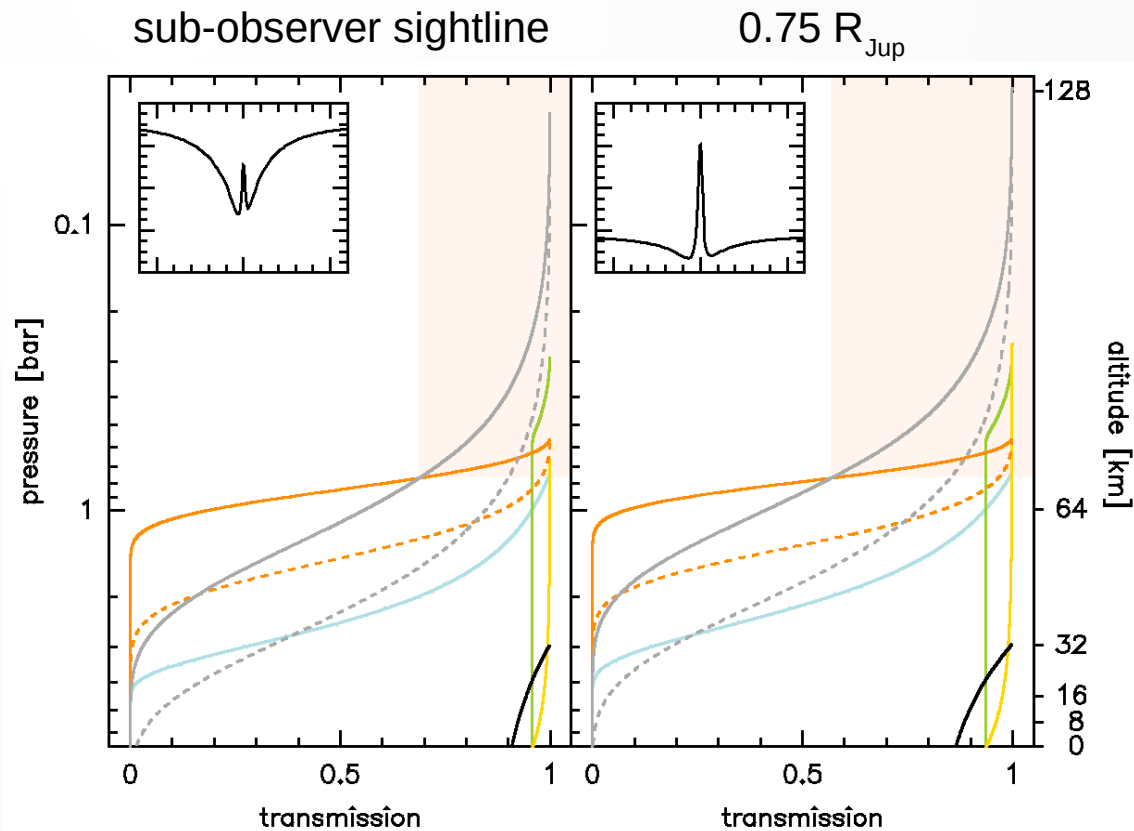 sub-observer sightline
0.75 R_Jup
128
0.1
pressure [bar]
altitude [km]
1
64
32
16
8
0
0 0.5 1
0 0.5 1
transmission
transmission